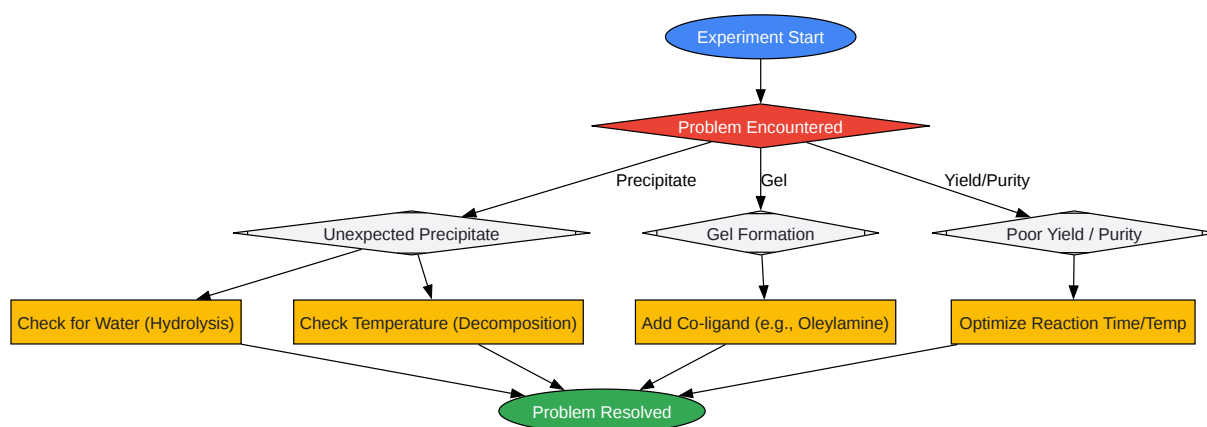 Experiment Start
Problem Encountered
Precipitate
Gel
Yield/Purity
Unexpected Precipitate
Gel Formation
Poor Yield / Purity
Check for Water (Hydrolysis)
Check Temperature (Decomposition)
Add Co-ligand (e.g., Oleylamine)
Optimize Reaction Time/Temp
Problem Resolved